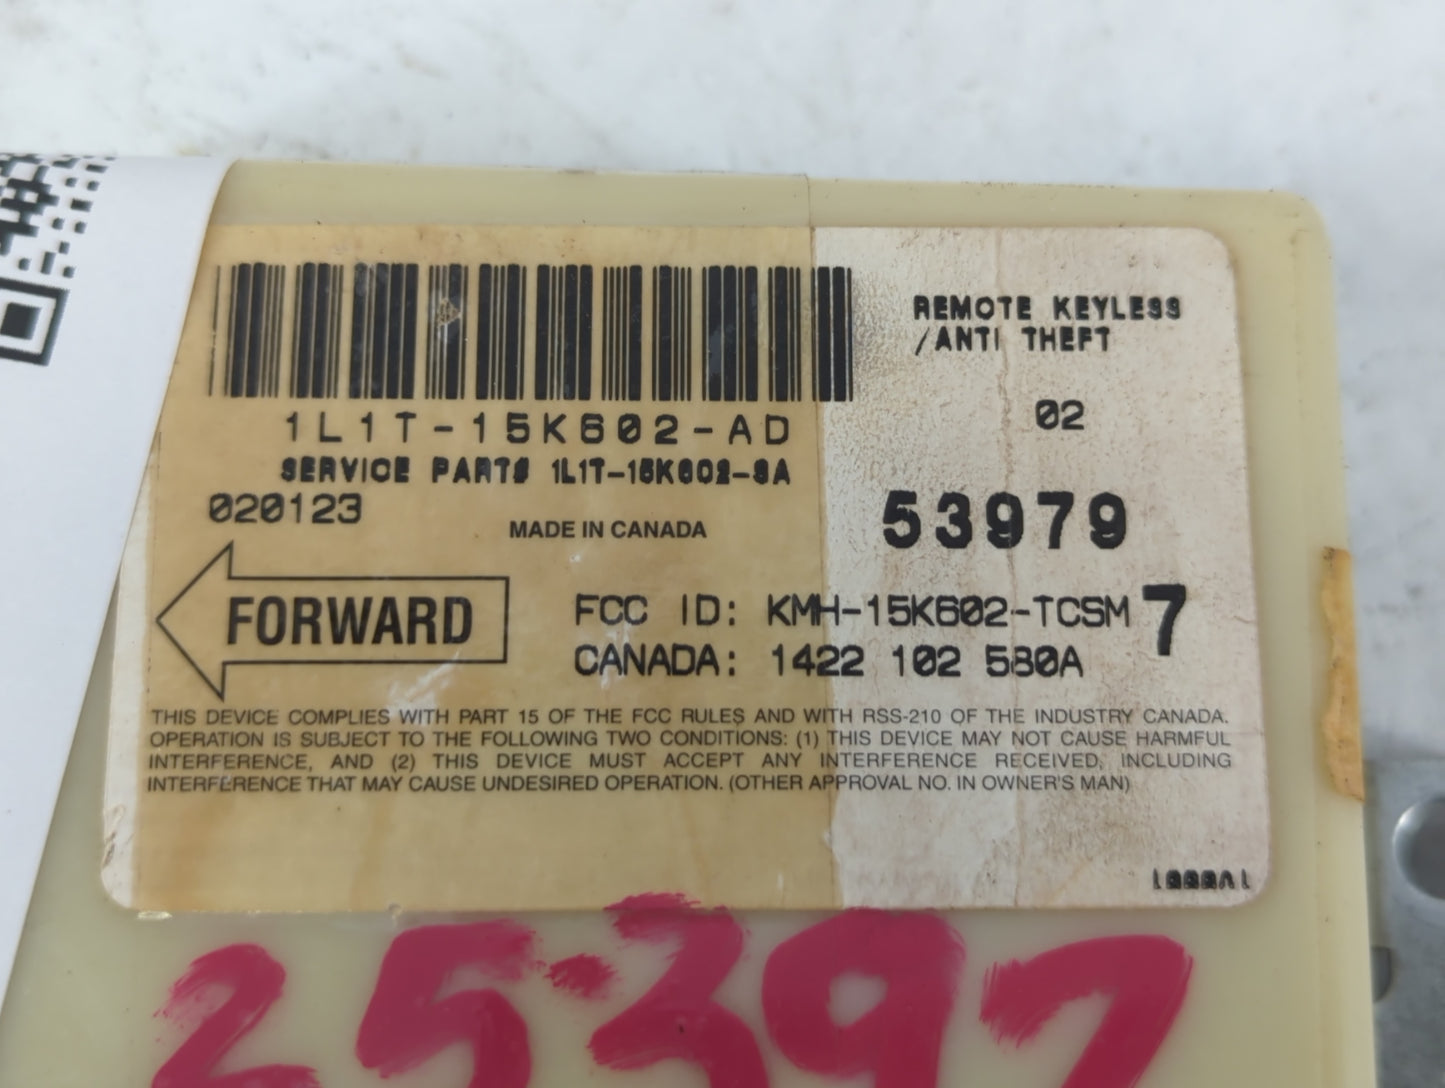 REMOTE KEYLESS
/ANTI THEFT
02
1L1T-15K602-AD
SERVICE PART# 1L1T-15K602-SA
020123
MADE IN CANADA
53979
FORWARD
FCC ID: KMH-15K602-TCSM
7
CANADA: 1422 102 580A
THIS DEVICE COMPLIES WITH PART 15 OF THE FCC RULES AND WITH RSS-210 OF THE INDUSTRY CANADA.
OPERATION IS SUBJECT TO THE FOLLOWING TWO CONDITIONS: (1) THIS DEVICE MAY NOT CAUSE HARMFUL
INTERFERENCE, AND (2) THIS DEVICE MUST ACCEPT ANY INTERFERENCE RECEIVED, INCLUDING
INTERFERENCE THAT MAY CAUSE UNDESIRED OPERATION. (OTHER APPROVAL NO. IN OWNER'S MAN)
25397